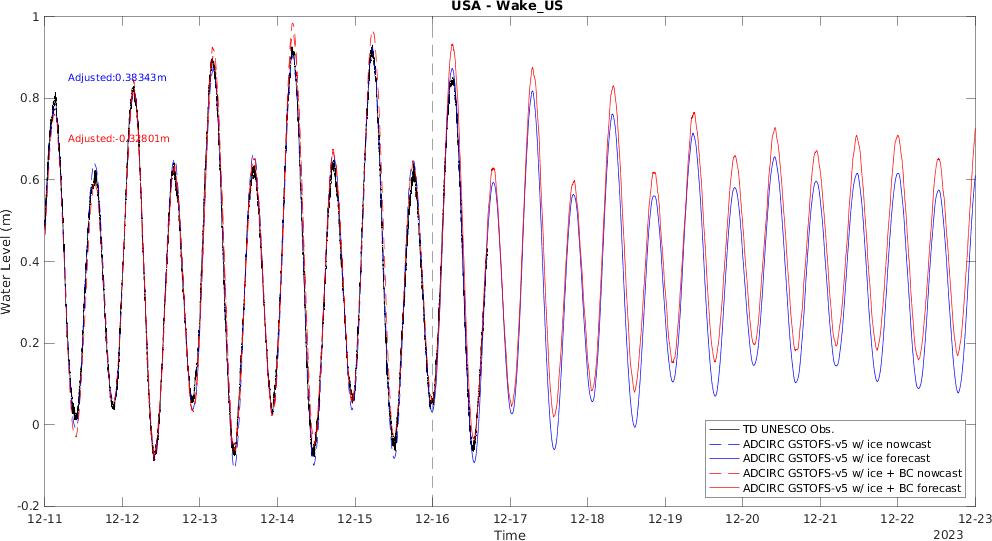 USA - Wake_US
Adjusted:0.38343m
Adjusted:-0.32801m
Water Level (m)
1
0.8
0.6
0.4
0.2
0
-0.2
TD UNESCO Obs.
ADCIRC GSTOFS-v5 w/ ice nowcast
ADCIRC GSTOFS-v5 w/ ice forecast
ADCIRC GSTOFS-v5 w/ ice + BC nowcast
ADCIRC GSTOFS-v5 w/ ice + BC forecast
12-11 12-12 12-13 12-14 12-15 12-16 12-17 12-18 12-19 12-20 12-21 12-22 12-23
Time
2023